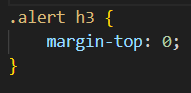 .alert h3 {
    margin-top: 0;
}